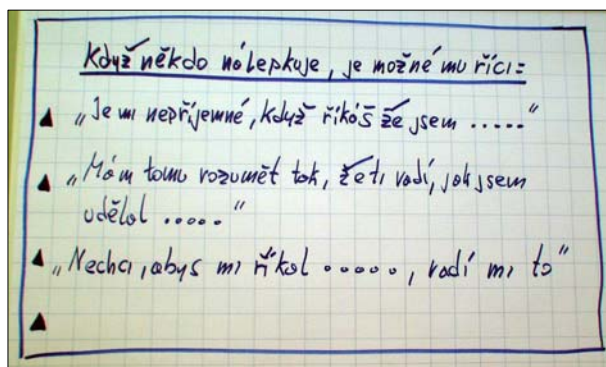 Když někdo nálepkuje, je možné mu říci:
▲ „Je mi nepříjemné, když říkáš že jsem ....."
▲ „Mám tomu rozumět tak, že ti vadí, jak jsem
udělal ....."
▲ „Nechci, abys mi říkal ....., vadí mi to"
▲